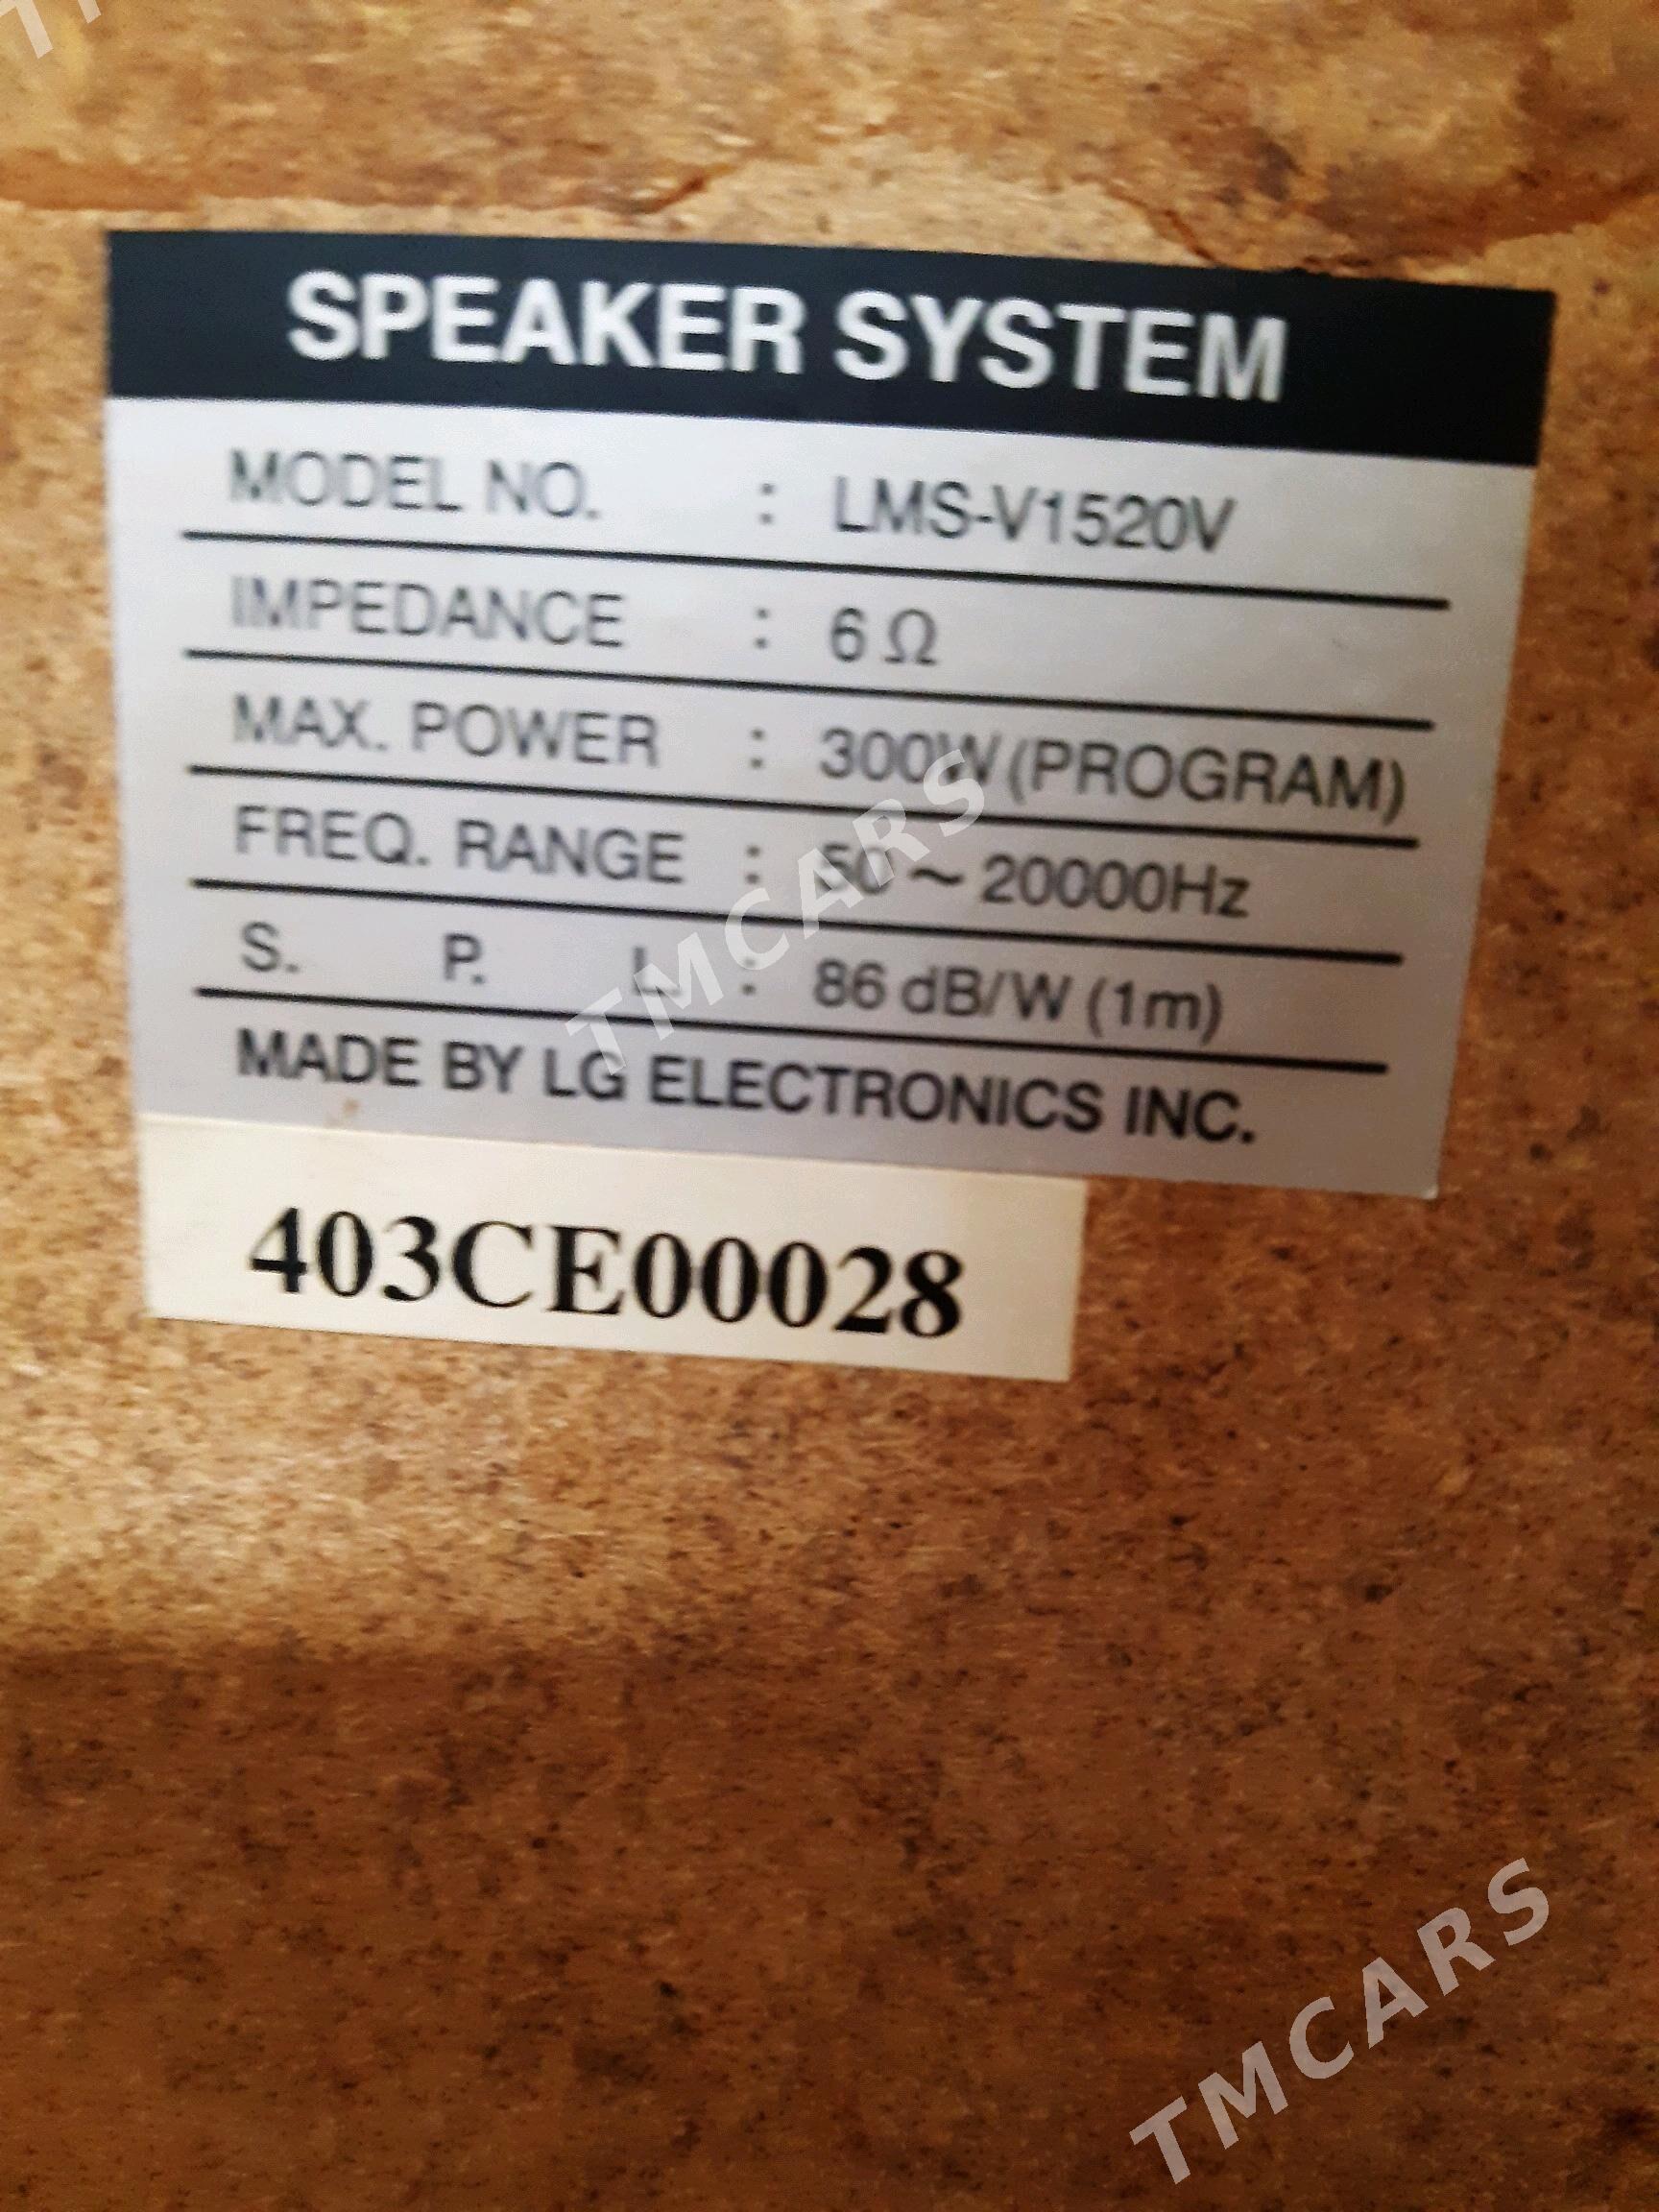 SPEAKER SYSTEM
MODEL NO. : LMS-V1520V
IMPEDANCE : 6 Ω
MAX. POWER : 300W (PROGRAM)
FREQ. RANGE : 50 ~ 20000Hz
S. P. L. : 86 dB/W (1m)
MADE BY LG ELECTRONICS INC.
403CE00028
TMCARS
TMCARS